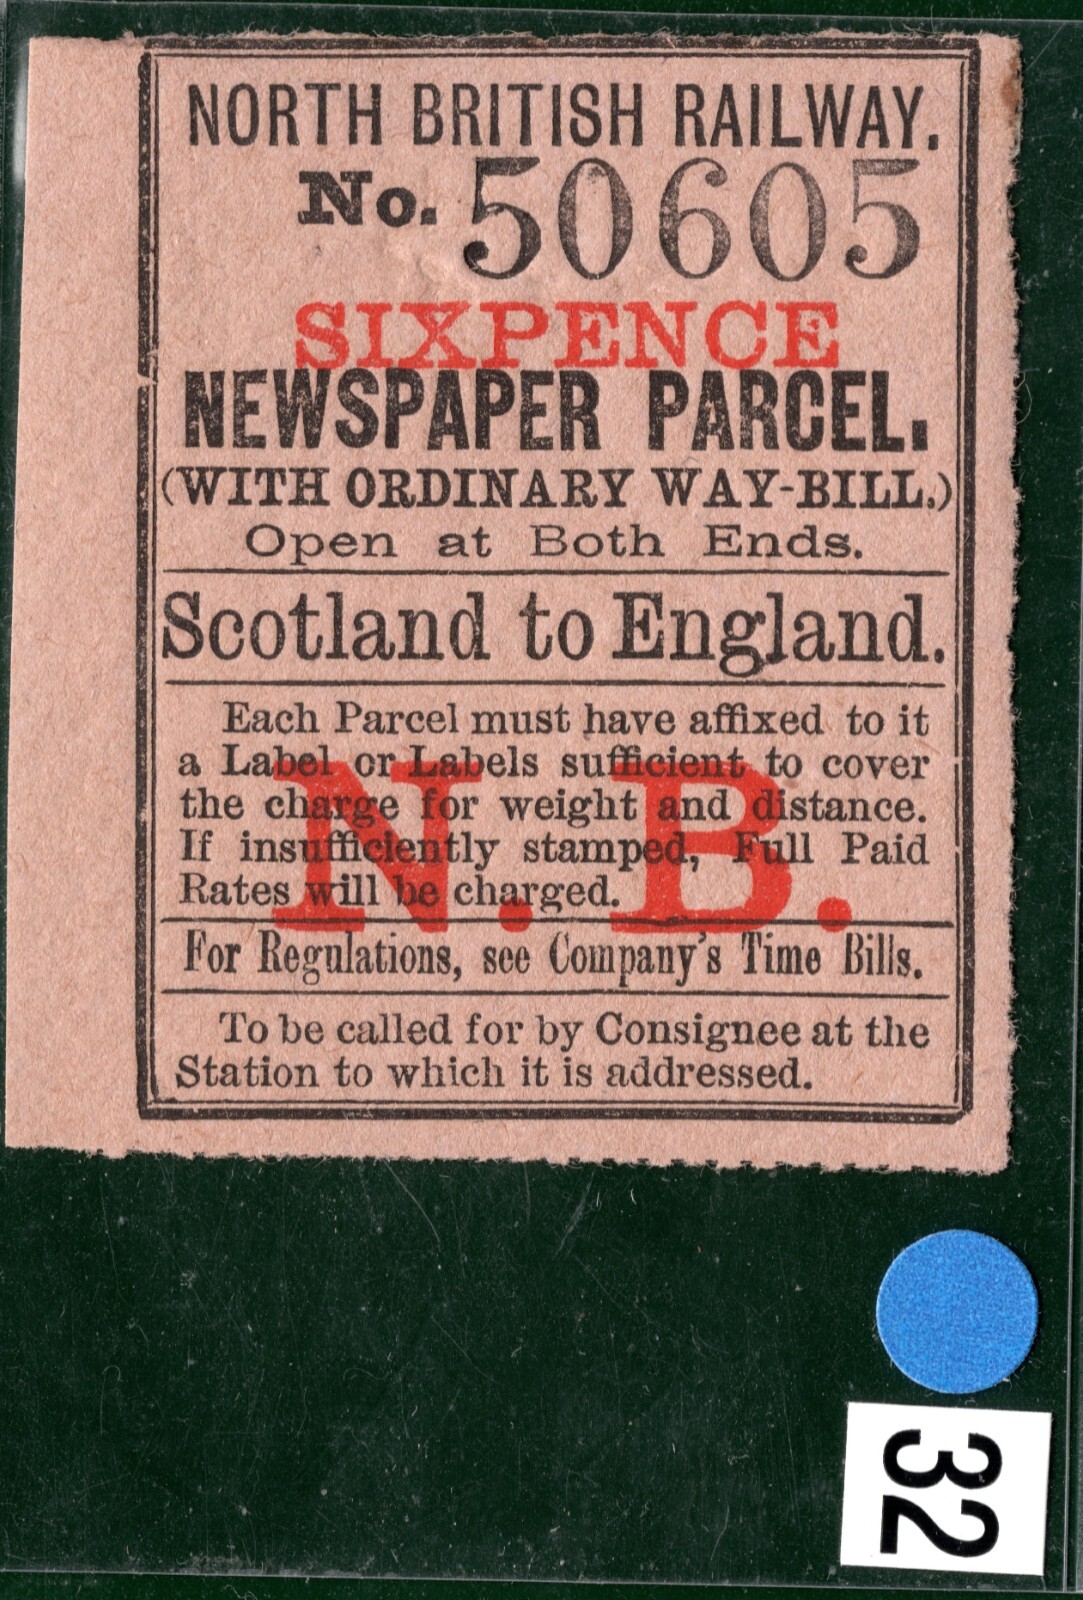 NORTH BRITISH RAILWAY.
No. 50605
SIXPENCE
NEWSPAPER PARCEL.
(WITH ORDINARY WAY-BILL.)
Open at Both Ends.
Scotland to England.
Each Parcel must have affixed to it
a Label or Labels sufficient to cover
the charge for weight and distance.
If insufficiently stamped, Full Paid
Rates will be charged.
N. B.
For Regulations, see Company's Time Bills.
To be called for by Consignee at the
Station to which it is addressed.
32